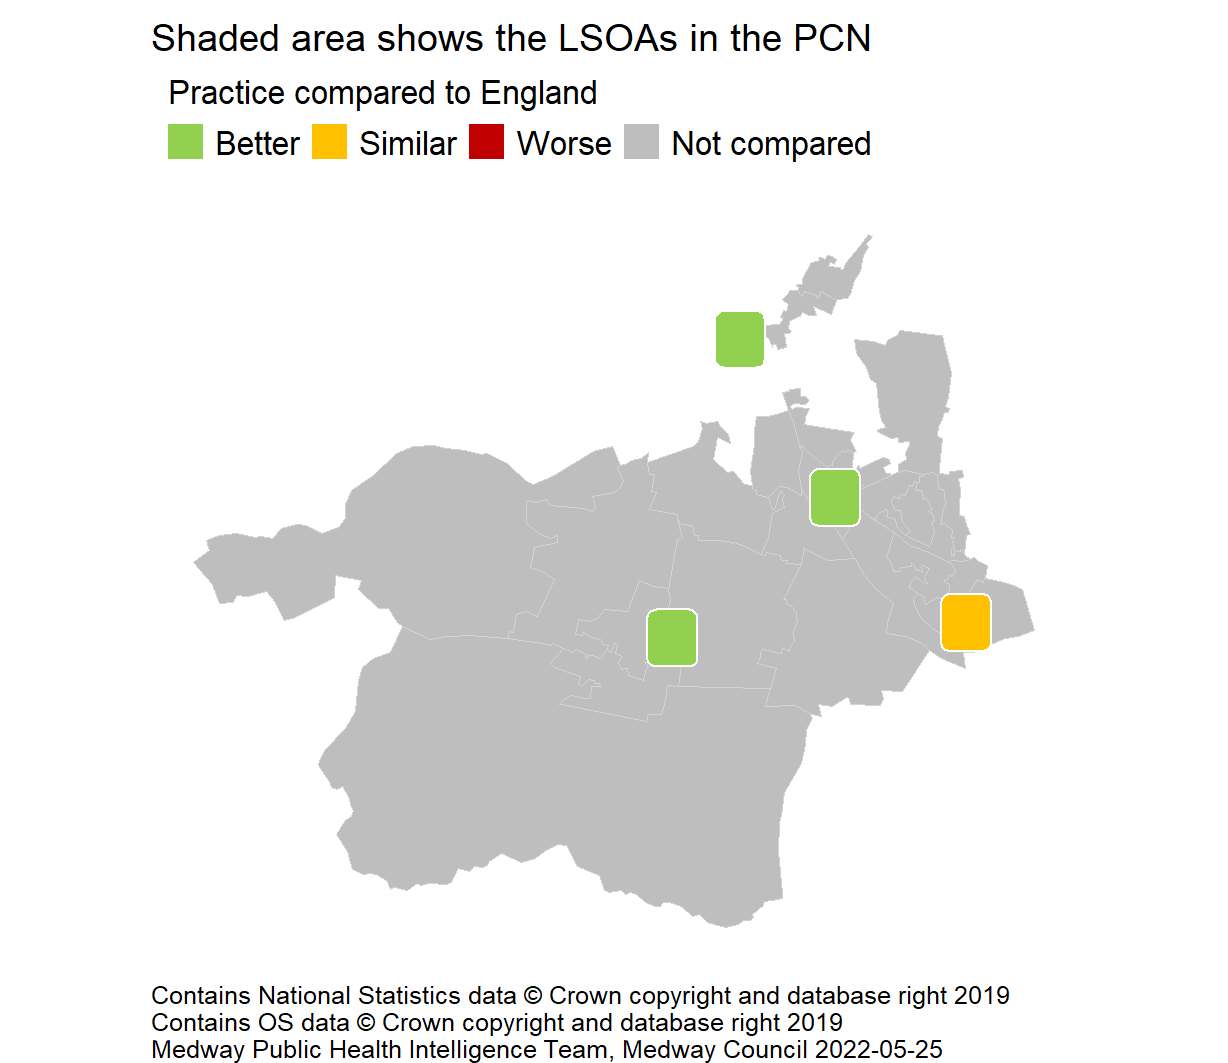 Shaded area shows the LSOAs in the PCN
Practice compared to England
Better Similar Worse Not compared
Contains National Statistics data © Crown copyright and database right 2019
Contains OS data © Crown copyright and database right 2019
Medway Public Health Intelligence Team, Medway Council 2022-05-25